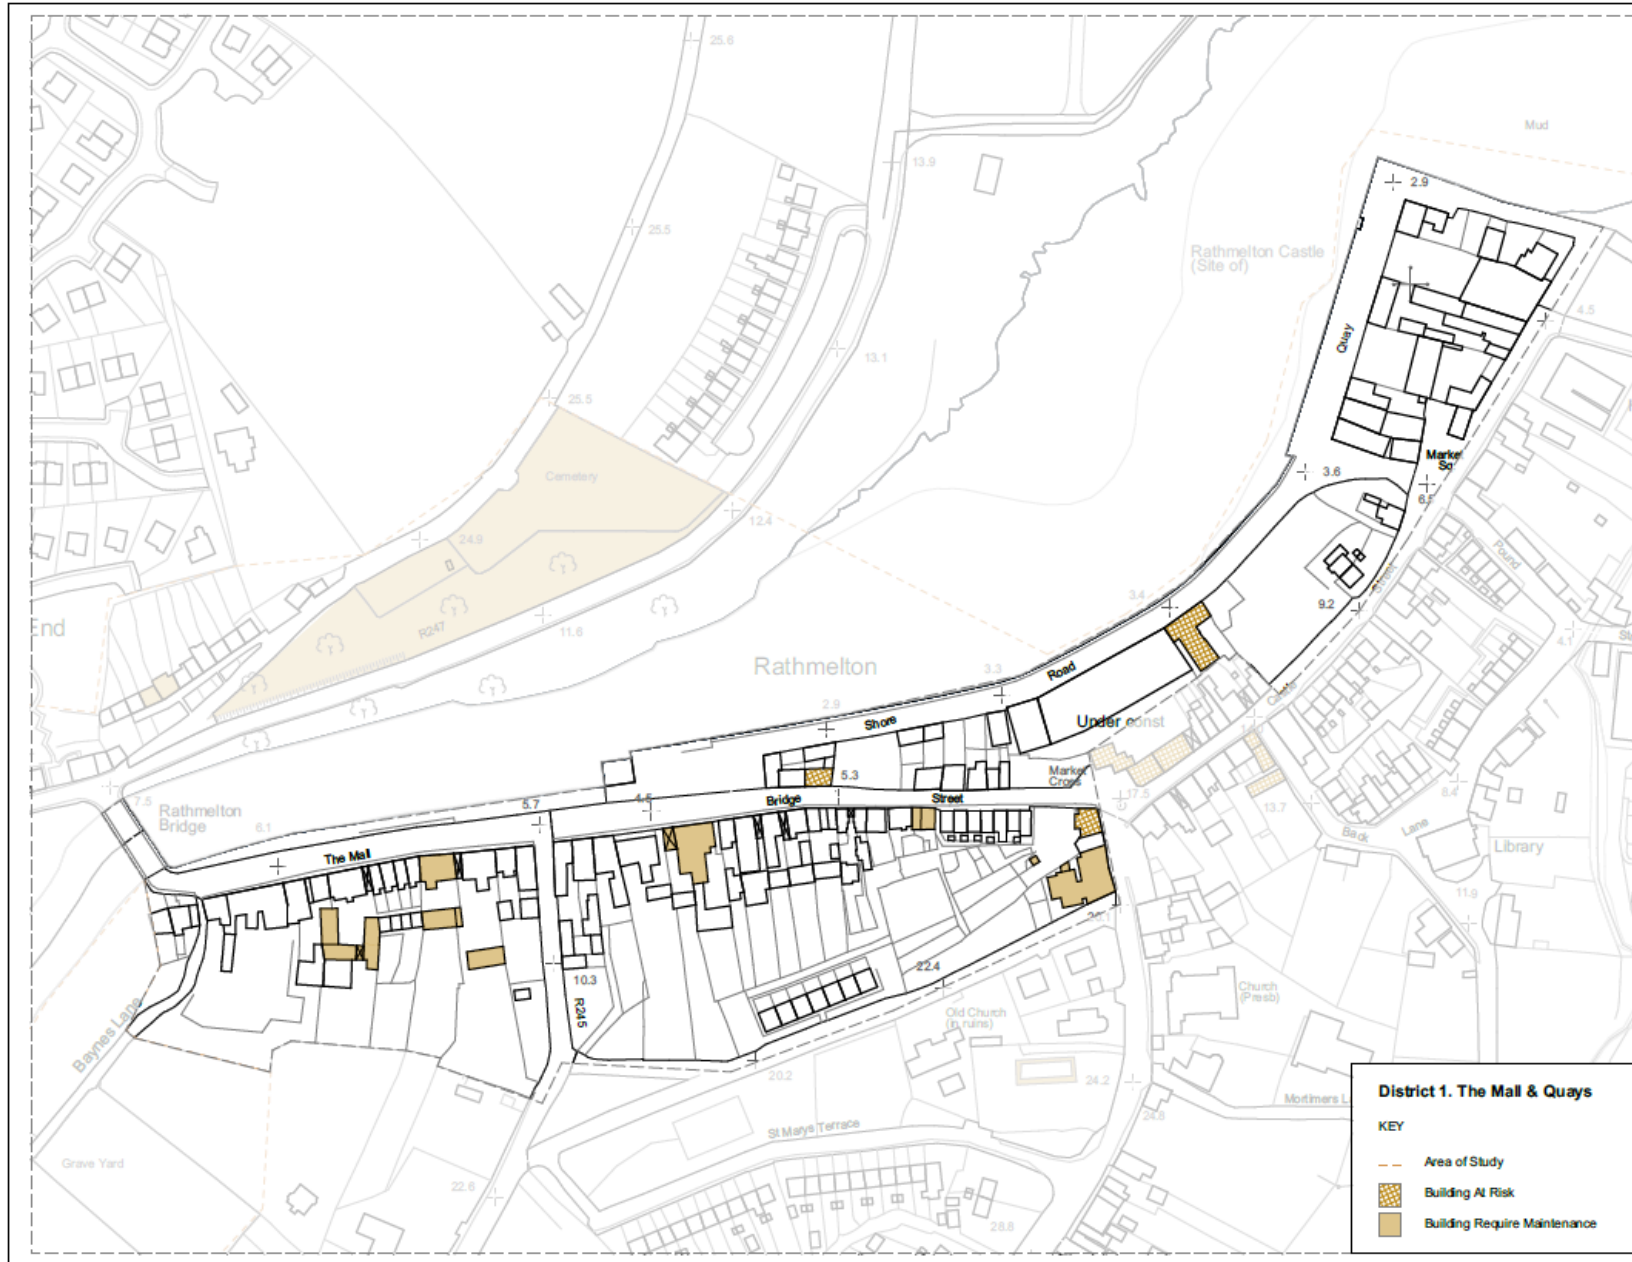 25.6
Mud
13.9
2.9
25.5
Rathmelton Castle
(Site of)
4.5
Quay
13.1
25.5
Market
Sq
3.6
Cemetery
6.5
12.4
24.9
Pound
Street
3.4
9.2
11.6
R247
End
4.1
Rathmelton
3.3
Road
Castle
2.9
Shore
Under const
Market
Cross
5.3
7.5
Rathmelton
Bridge
6.1
5.7
4.5
Bridge
Street
17.5
13.7
8.4
Back
Lane
Library
The Mall
11.9
20.1
22.4
10.3
R245
Church
(Presb)
Old Church
(in ruins)
Baynes Lane
20.2
24.2
24.8
Mortimers L
St Marys Terrace
Grave Yard
22.6
28.8
District 1. The Mall & Quays
KEY
Area of Study
Building At Risk
Building Require Maintenance